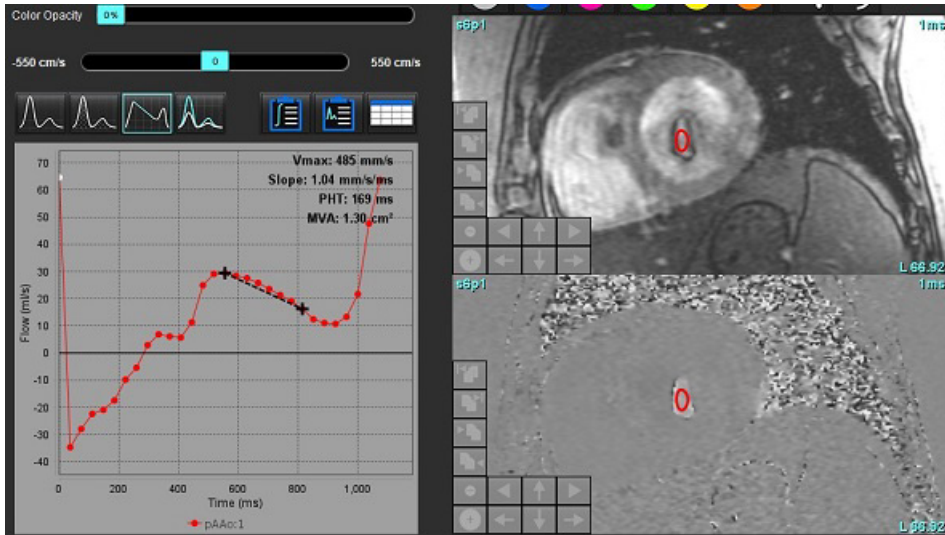 Color Opacity 0%
-550 cm/s 0 550 cm/s
Vmax: 485 mm/s
Slope: 1.04 mm/s/ms
PHT: 169 ms
MVA: 1.30 cm²
Flow (ml/s)
70
60
50
40
30
20
10
0
-10
-20
-30
-40
0 200 400 600 800 1,000
Time (ms)
pAAo:1
s6p1 1ms
L 66.92
s6p1 1ms
L 66.92